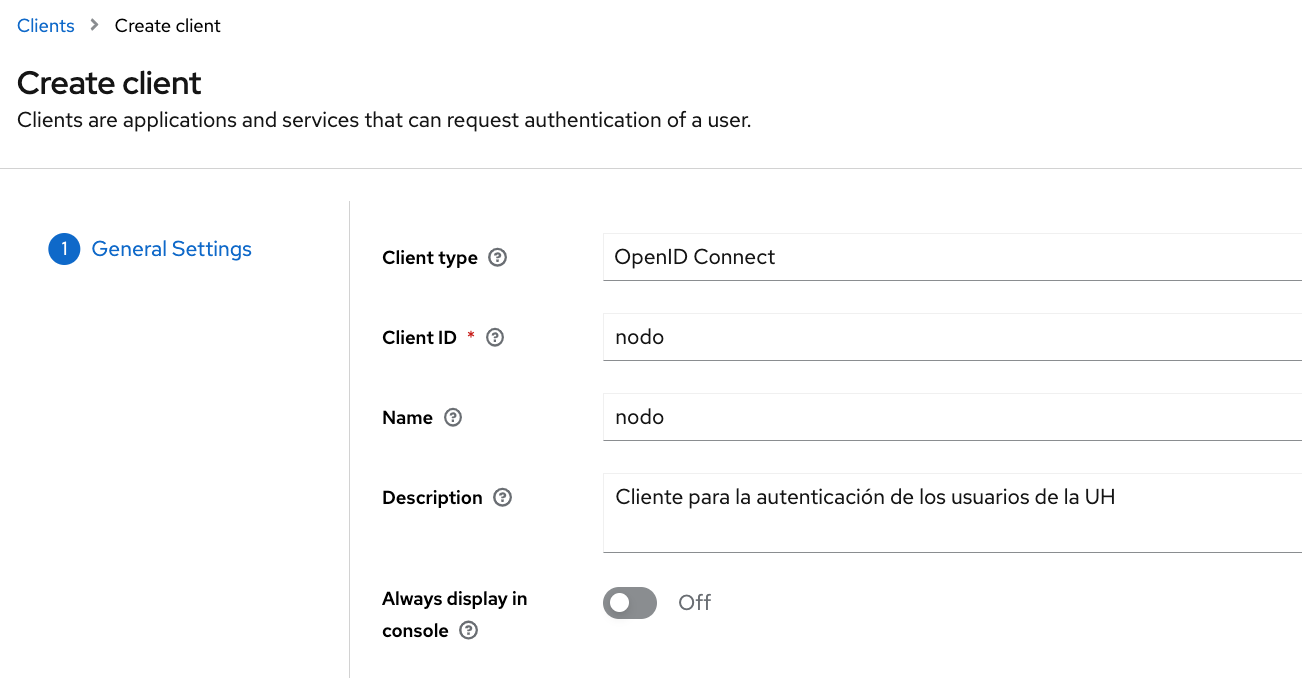 Clients > Create client
Create client
Clients are applications and services that can request authentication of a user.
1 General Settings
Client type
OpenID Connect
Client ID *
nodo
Name
nodo
Description
Cliente para la autenticación de los usuarios de la UH
Always display in
console
Off